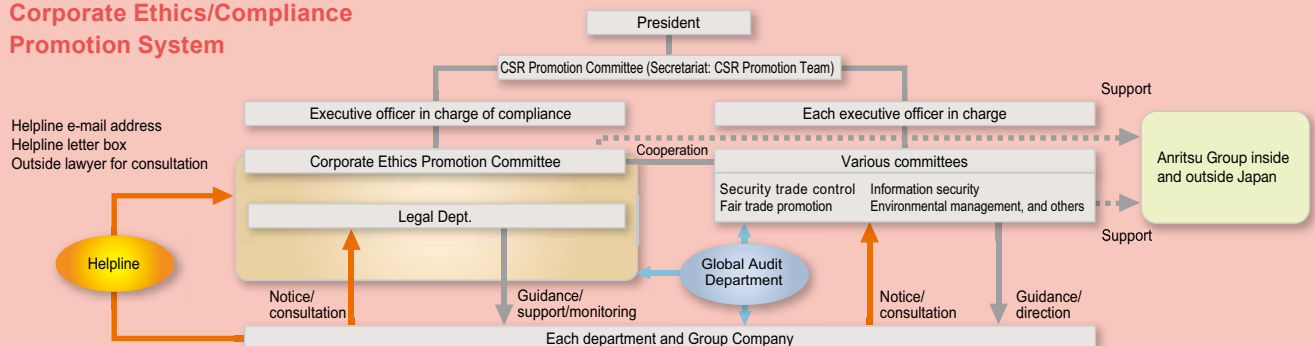 Corporate Ethics/Compliance
Promotion System
President
CSR Promotion Committee (Secretariat: CSR Promotion Team)
Support
Executive officer in charge of compliance
Each executive officer in charge
Helpline e-mail address
Helpline letter box
Outside lawyer for consultation
Corporate Ethics Promotion Committee
Cooperation
Various committees
Anritsu Group inside
and outside Japan
Security trade control
Information security
Fair trade promotion
Environmental management, and others
Legal Dept.
Support
Helpline
Global Audit
Department
Notice/
consultation
Guidance/
support/monitoring
Notice/
consultation
Guidance/
direction
Each department and Group Company